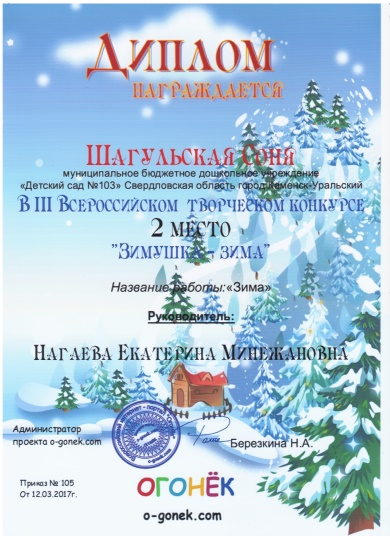 Диплом
награждается
Шагульская Соня
муниципальное бюджетное дошкольное учреждение
«Детский сад №103» Свердловская область город Каменск-Уральский
В III Всероссийском творческом конкурсе
2 место
"Зимушка - зима"
Название работы:«Зима»
Руководитель:
Нагаева Екатерина Минежановна
Администратор
проекта o-gonek.com
Березкина Н.А.
Приказ № 105
От 12.03.2017г.
ОГОНЁК
o-gonek.com